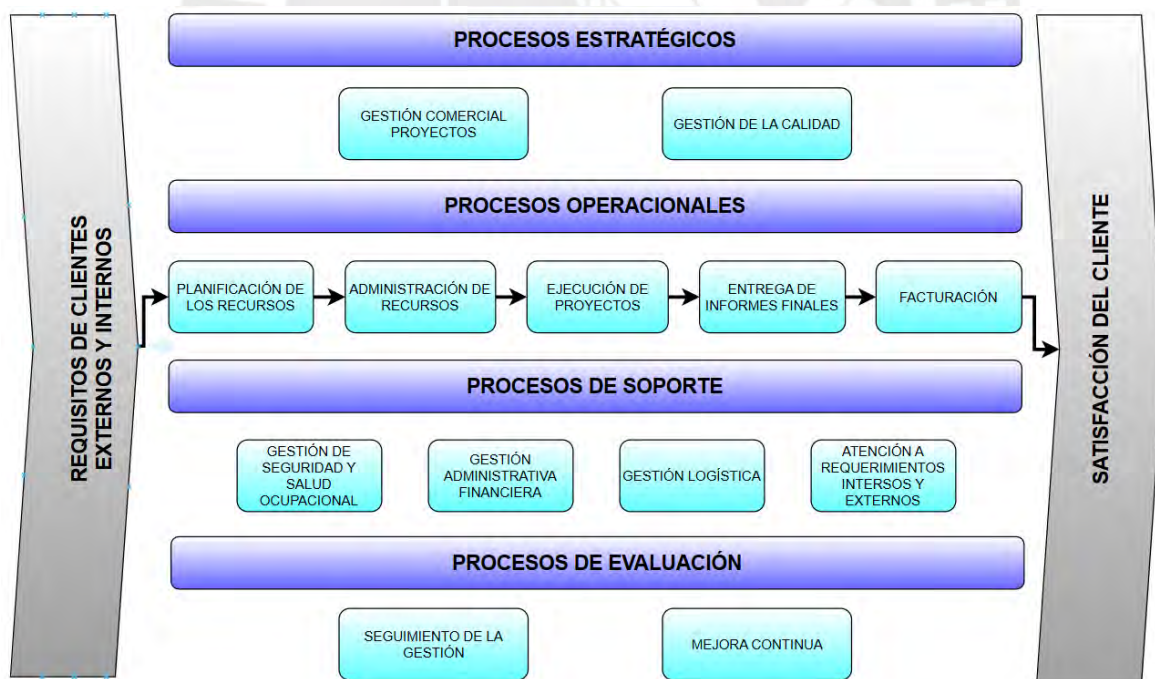 PROCESOS ESTRATÉGICOS
GESTIÓN COMERCIAL
PROYECTOS
GESTIÓN DE LA CALIDAD
PROCESOS OPERACIONALES
REQUISITOS DE CLIENTES
EXTERNOS Y INTERNOS
PLANIFICACIÓN DE
LOS RECURSOS
ADMINISTRACIÓN DE
RECURSOS
EJECUCIÓN DE
PROYECTOS
ENTREGA DE
INFORMES FINALES
FACTURACIÓN
SATISFACCIÓN DEL CLIENTE
PROCESOS DE SOPORTE
GESTIÓN DE
SEGURIDAD Y
SALUD
OCUPACIONAL
GESTIÓN
ADMINISTRATIVA
FINANCIERA
GESTIÓN LOGÍSTICA
ATENCIÓN A
REQUERIMIENTOS
INTERSOS Y
EXTERNOS
PROCESOS DE EVALUACIÓN
SEGUIMIENTO DE LA
GESTIÓN
MEJORA CONTINUA